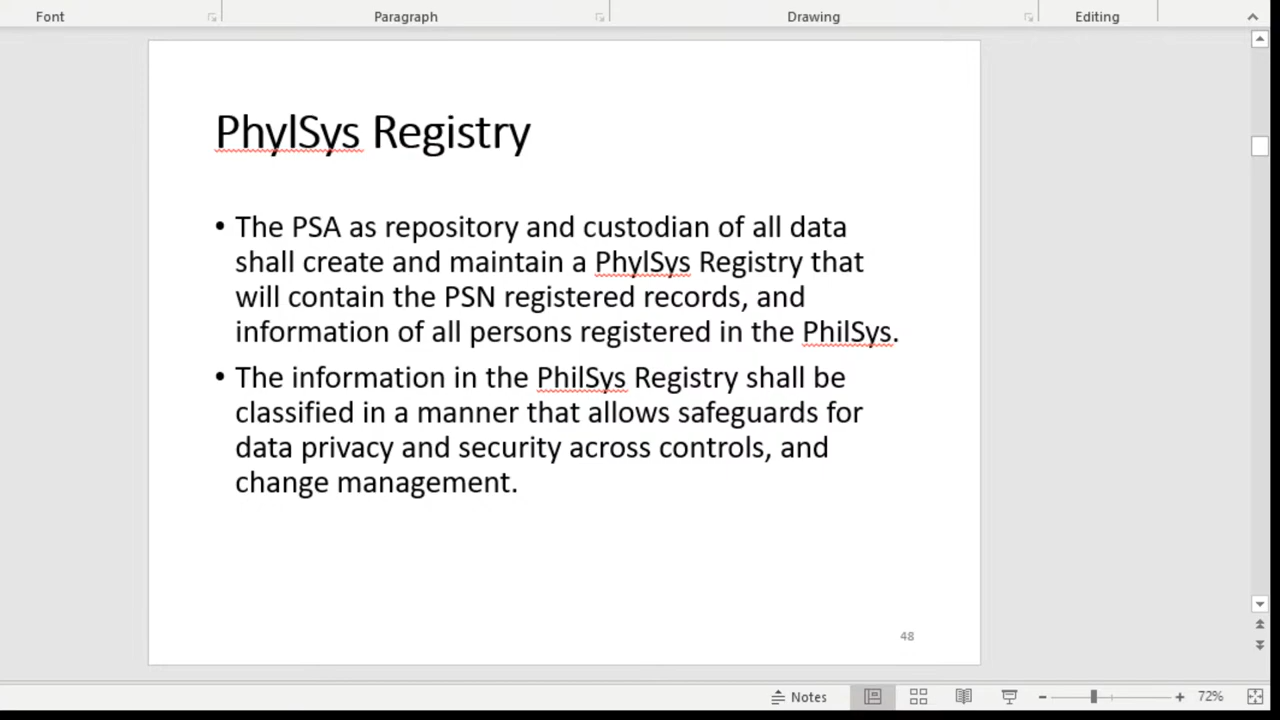 Font Paragraph Drawing Editing
PhylSys Registry
• The PSA as repository and custodian of all data
shall create and maintain a PhylSys Registry that
will contain the PSN registered records, and
information of all persons registered in the PhilSys.
• The information in the PhilSys Registry shall be
classified in a manner that allows safeguards for
data privacy and security across controls, and
change management.
48
Notes 72%